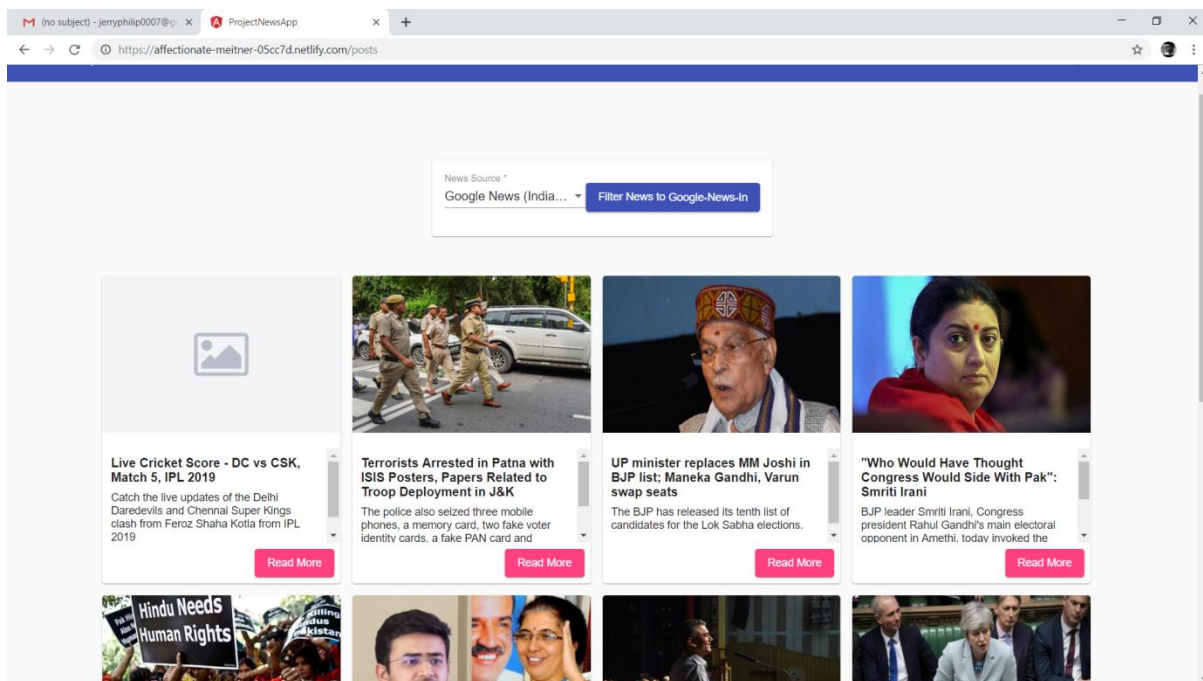 (no subject) - jerryphilip0007@g
ProjectNewsApp
https://affectionate-meitner-05cc7d.netlify.com/posts
News Source *
Google News (India...
Filter News to Google-News-In
Live Cricket Score - DC vs CSK,
Match 5, IPL 2019
Catch the live updates of the Delhi
Daredevils and Chennai Super Kings
clash from Feroz Shaha Kotla from IPL
2019
Read More
Terrorists Arrested in Patna with
ISIS Posters, Papers Related to
Troop Deployment in J&K
The police also seized three mobile
phones, a memory card, two fake voter
identity cards, a fake PAN card and
Read More
UP minister replaces MM Joshi in
BJP list; Maneka Gandhi, Varun
swap seats
The BJP has released its tenth list of
candidates for the Lok Sabha elections.
Read More
"Who Would Have Thought
Congress Would Side With Pak":
Smriti Irani
BJP leader Smriti Irani, Congress
president Rahul Gandhi's main electoral
opponent in Amethi, today invoked the
Read More
Hindu Needs
Human Rights